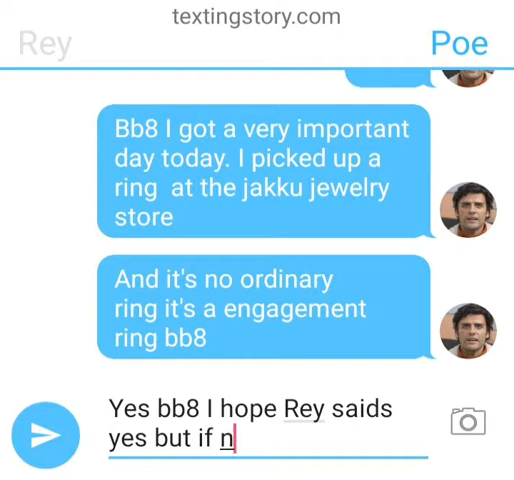 textingstory.com
Rey
Poe
Bb8 I got a very important
day today. I picked up a
ring at the jakku jewelry
store
And it's no ordinary
ring it's a engagement
ring bb8
Yes bb8 I hope Rey saids
yes but if n